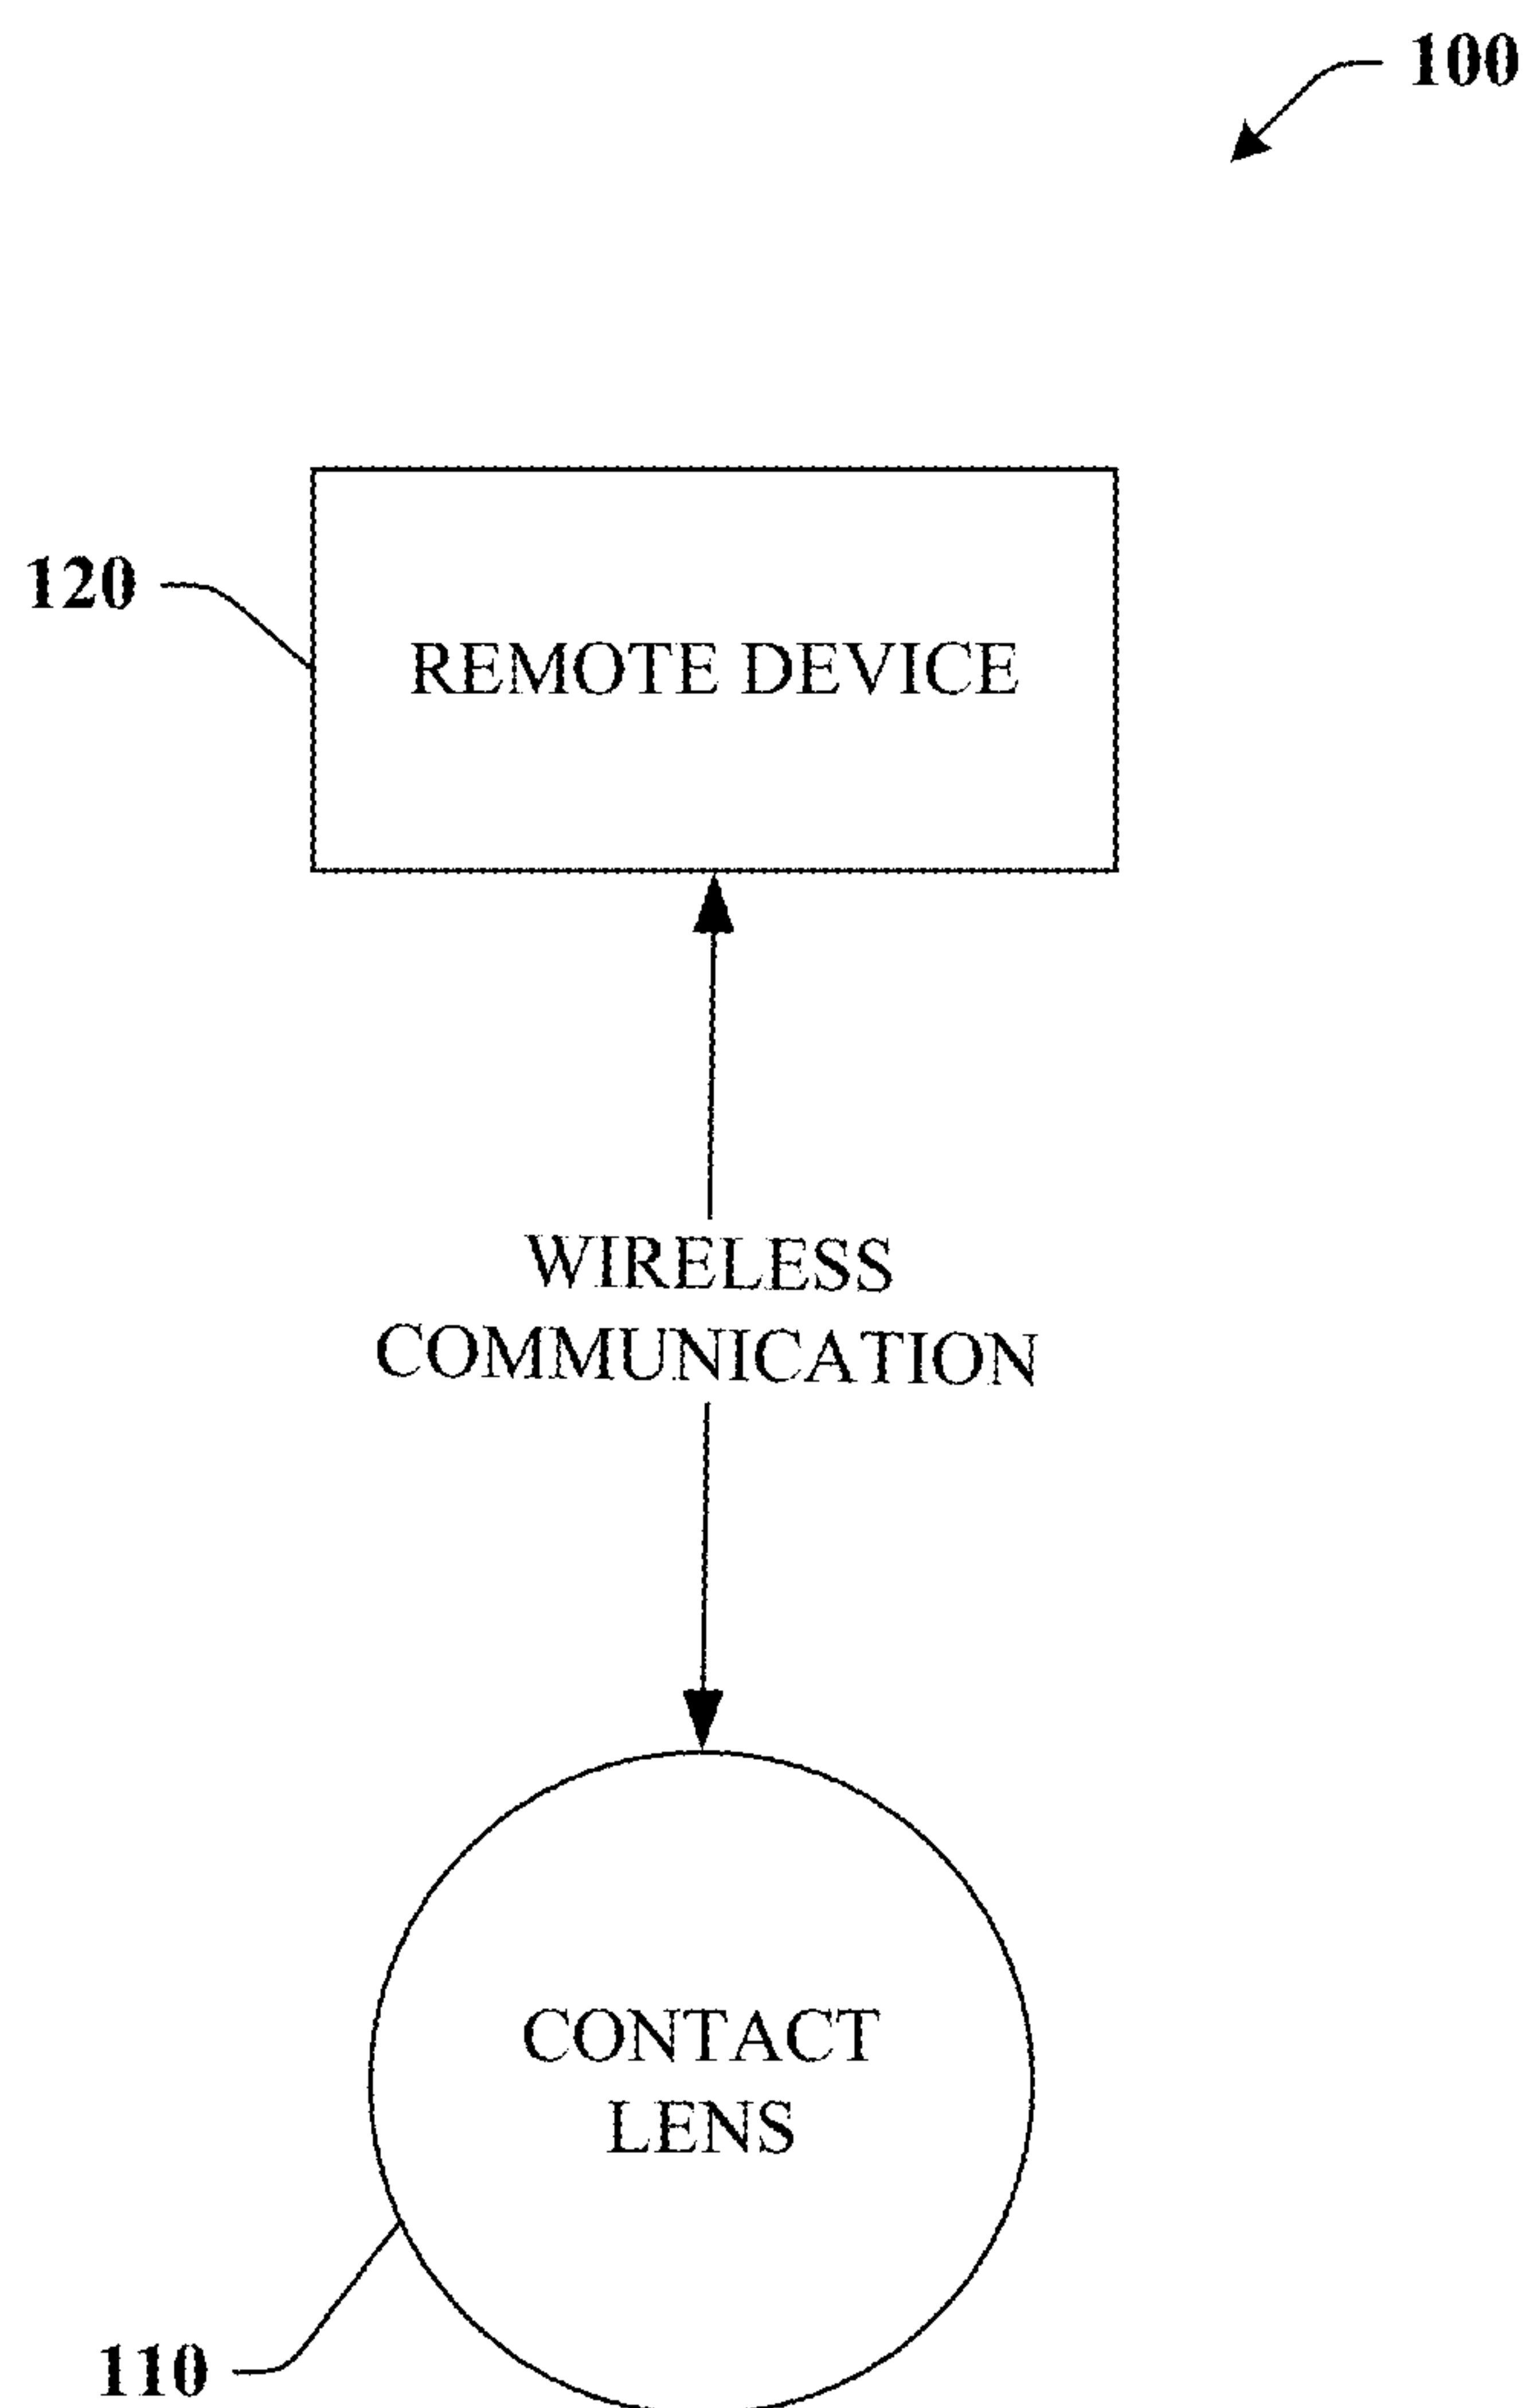 100
120
REMOTE DEVICE
WIRELESS
COMMUNICATION
CONTACT
LENS
110